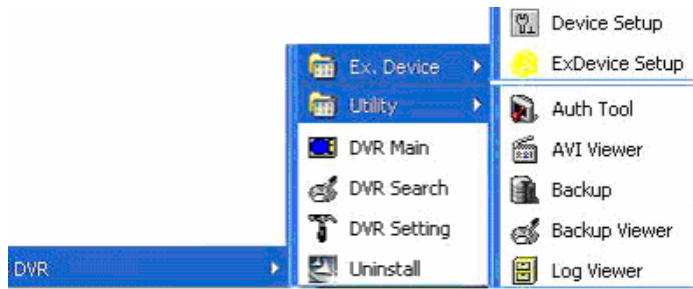 Device Setup
Ex. Device
ExDevice Setup
Utility
Auth Tool
DVR Main
AVI Viewer
DVR Search
Backup
DVR Setting
Backup Viewer
DVR
Uninstall
Log Viewer